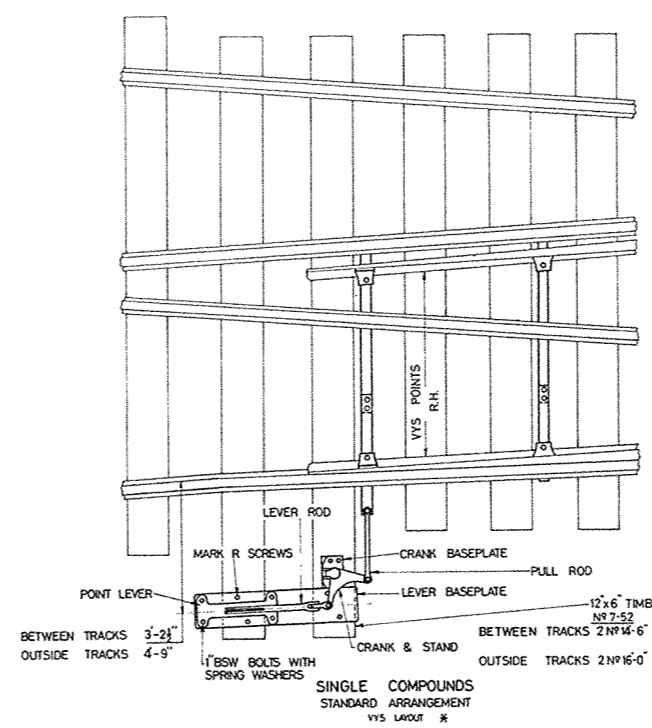 VYS POINTS
R.H.
LEVER ROD
MARK R SCREWS
CRANK BASEPLATE
PULL ROD
POINT LEVER
LEVER BASEPLATE
12"x6" TIMB
Nº 7-52
BETWEEN TRACKS 3'-2¾"
OUTSIDE TRACKS 4'-9"
BETWEEN TRACKS 2 Nº 14'-6"
CRANK & STAND
1" BSW BOLTS WITH
SPRING WASHERS
OUTSIDE TRACKS 2 Nº 16'-0"
SINGLE COMPOUNDS
STANDARD ARRANGEMENT
VYS LAYOUT *